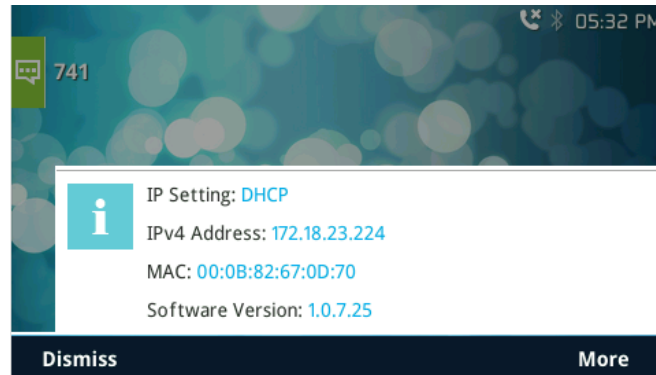 05:32 PM
741
IP Setting: DHCP
IPv4 Address: 172.18.23.224
MAC: 00:0B:82:67:0D:70
Software Version: 1.0.7.25
Dismiss More